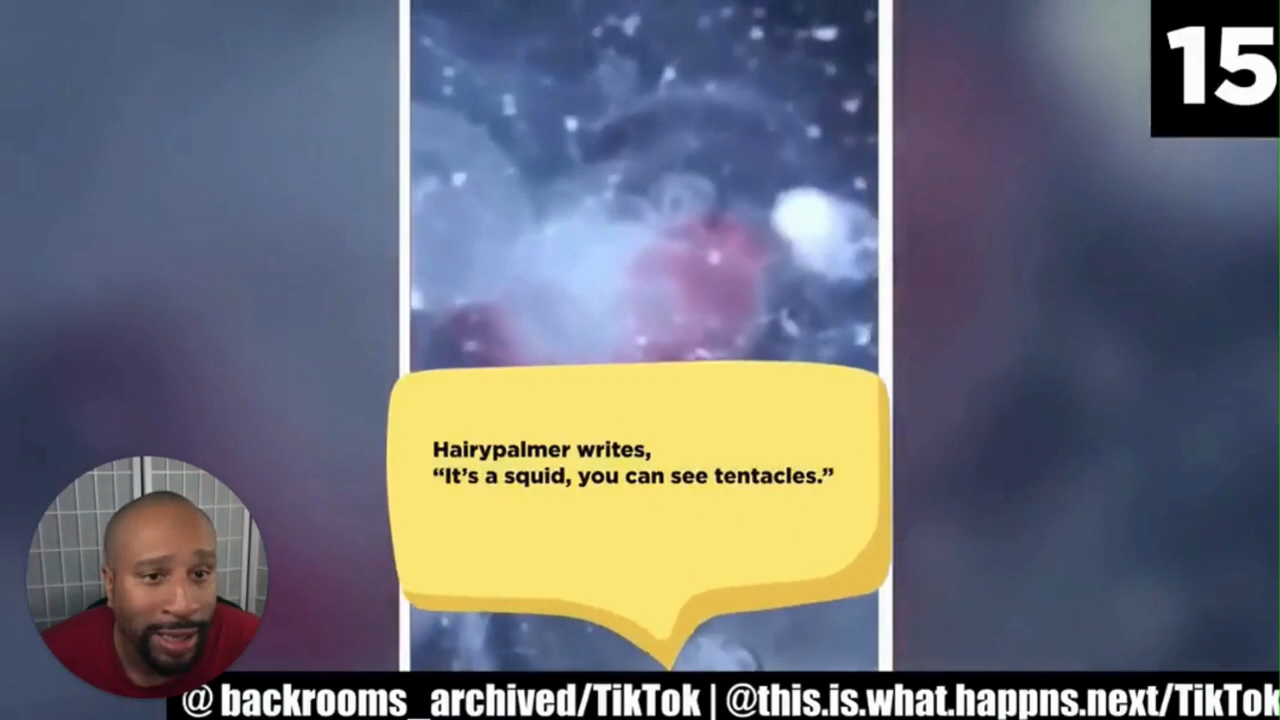 15
Hairypalmer writes,
“It’s a squid, you can see tentacles.”
@backrooms_archived/TikTok | @this.is.what.happns.next/TikTok